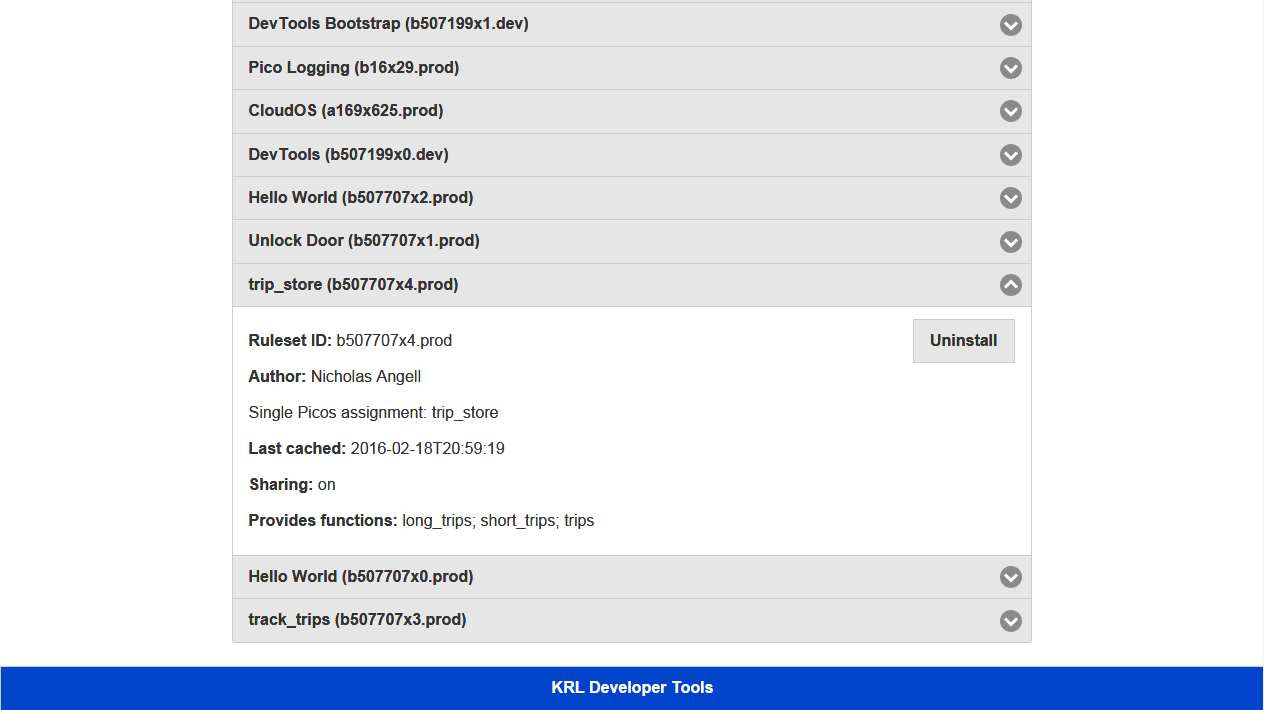 DevTools Bootstrap (b507199x1.dev)
Pico Logging (b16x29.prod)
CloudOS (a169x625.prod)
DevTools (b507199x0.dev)
Hello World (b507707x2.prod)
Unlock Door (b507707x1.prod)
trip_store (b507707x4.prod)
Ruleset ID: b507707x4.prod
Uninstall
Author: Nicholas Angell
Single Picos assignment: trip_store
Last cached: 2016-02-18T20:59:19
Sharing: on
Provides functions: long_trips; short_trips; trips
Hello World (b507707x0.prod)
track_trips (b507707x3.prod)
KRL Developer Tools